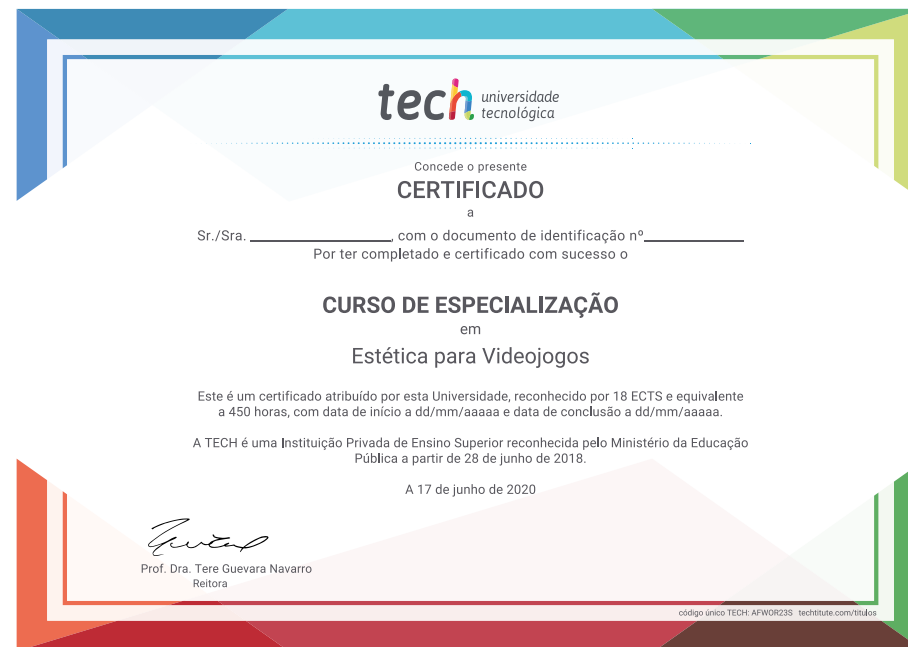 tech universidade
tecnológica
Concede o presente
CERTIFICADO
a
Sr./Sra. ____________, com o documento de identificação nº____________
Por ter completado e certificado com sucesso o
CURSO DE ESPECIALIZAÇÃO
em
Estética para Videojogos
Este é um certificado atribuído por esta Universidade, reconhecido por 18 ECTS e equivalente
a 450 horas, com data de início a dd/mm/aaaaa e data de conclusão a dd/mm/aaaaa.
A TECH é uma Instituição Privada de Ensino Superior reconhecida pelo Ministério da Educação
Pública a partir de 28 de junho de 2018.
A 17 de junho de 2020
Prof. Dra. Tere Guevara Navarro
Reitora
código único TECH: AFWOR23S techtitute.com/titulos